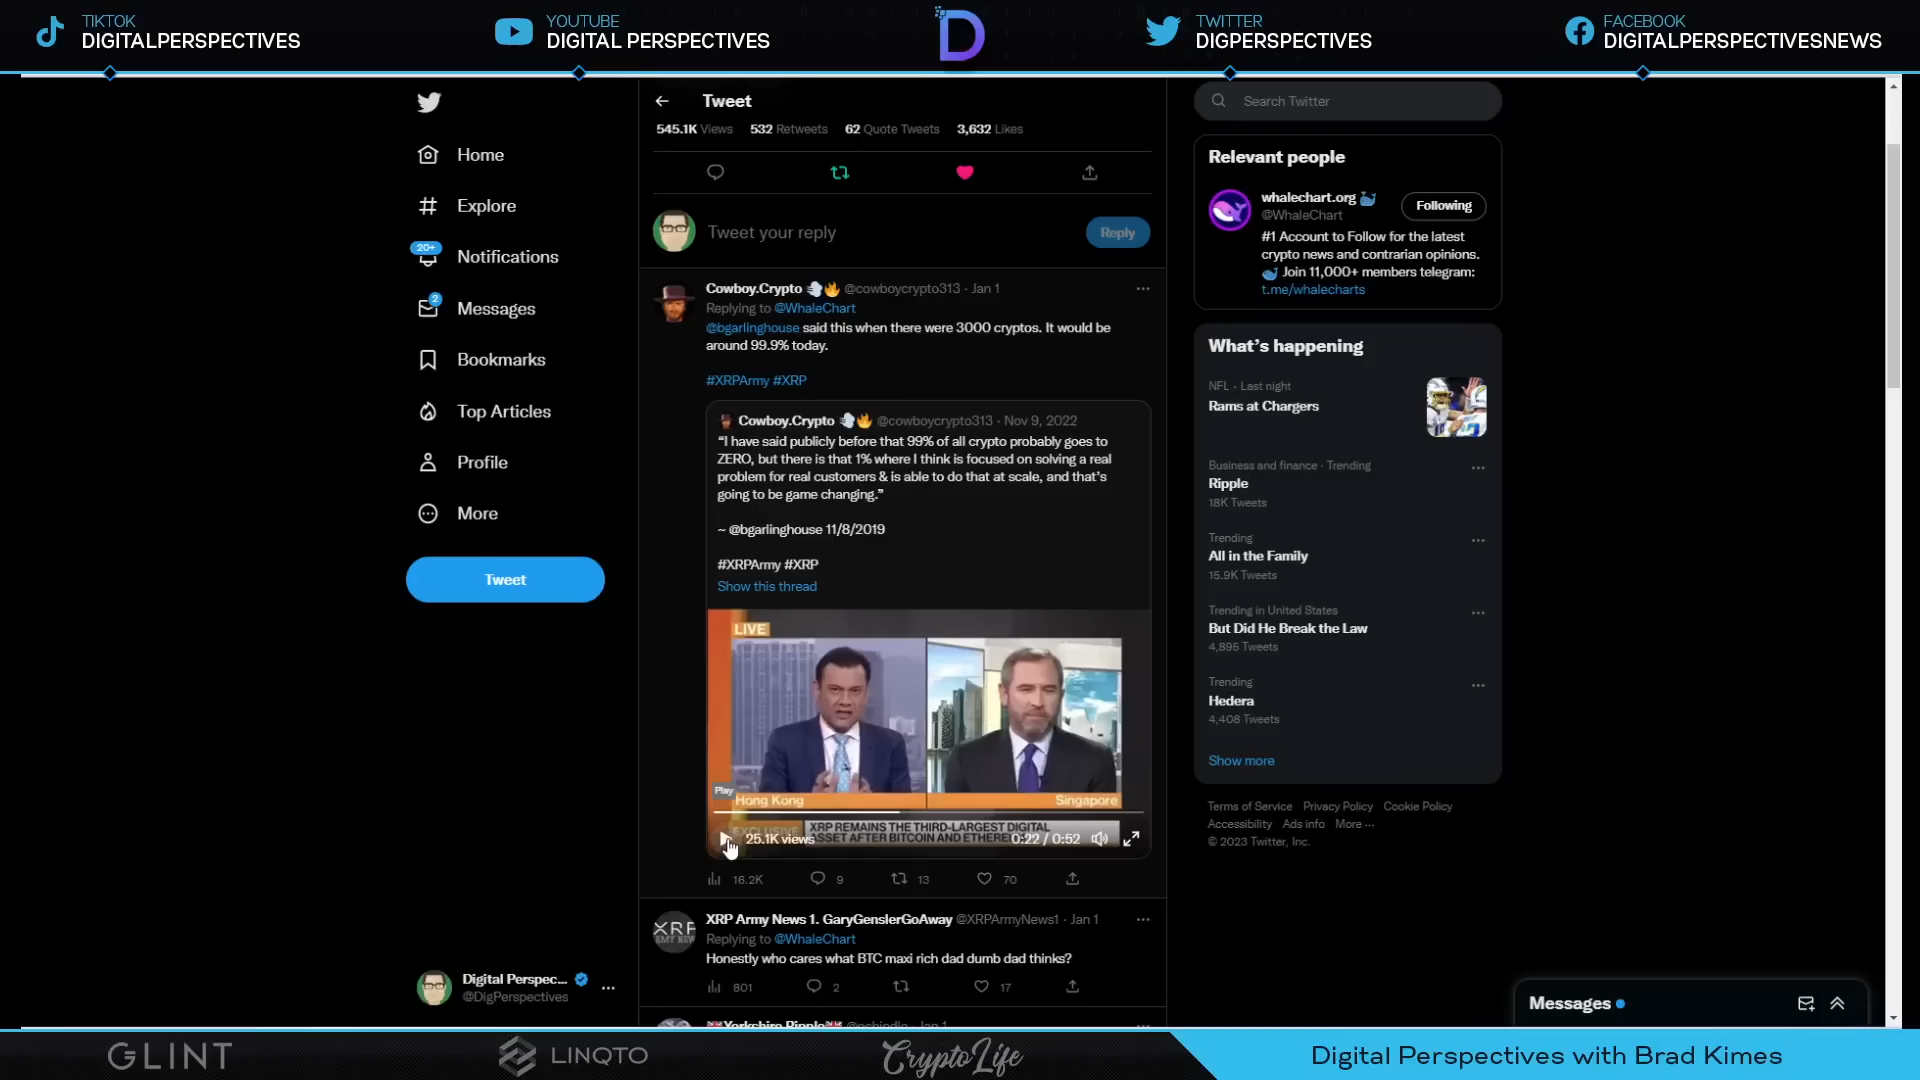 TIKTOK
DIGITALPERSPECTIVES
YOUTUBE
DIGITAL PERSPECTIVES
D
TWITTER
DIGPERSPECTIVES
FACEBOOK
DIGITALPERSPECTIVESNEWS
Home
Explore
20+
Notifications
2
Messages
Bookmarks
Top Articles
Profile
More
Tweet
Digital Perspec...
@DigPerspectives
Tweet
545.1K Views 532 Retweets 62 Quote Tweets 3,632 Likes
Tweet your reply
Reply
Cowboy.Crypto @cowboycrypto313 · Jan 1
Replying to @WhaleChart
@bgarlinghouse said this when there were 3000 cryptos. It would be
around 99.9% today.
#XRPArmy #XRP
Cowboy.Crypto @cowboycrypto313 · Nov 9, 2022
“I have said publicly before that 99% of all crypto probably goes to
ZERO, but there is that 1% where I think is focused on solving a real
problem for real customers & is able to do that at scale, and that’s
going to be game changing.”
~ @bgarlinghouse 11/8/2019
#XRPArmy #XRP
Show this thread
LIVE
Play
Hong Kong
Singapore
EXCLUSIVE
XRP REMAINS THE THIRD-LARGEST DIGITAL
ASSET AFTER BITCOIN AND
25.1K views
0:22 / 0:52
16.2K 9 13 70
XRP Army News 1. GaryGenslerGoAway @XRPArmyNews1 · Jan 1
Replying to @WhaleChart
Honestly who cares what BTC maxi rich dad dumb dad thinks?
801 2 17
Yorkshire Ripple Jan 1
Search Twitter
Relevant people
whalechart.org
@WhaleChart
Following
#1 Account to Follow for the latest
crypto news and contrarian opinions.
Join 11,000+ members telegram:
t.me/whalecharts
What’s happening
NFL · Last night
Rams at Chargers
Business and finance · Trending
Ripple
18K Tweets
Trending
All in the Family
15.9K Tweets
Trending in United States
But Did He Break the Law
4,895 Tweets
Trending
Hedera
4,408 Tweets
Show more
Terms of Service Privacy Policy Cookie Policy
Accessibility Ads info More ···
© 2023 Twitter, Inc.
Messages
GLINT
LINQTO
CryptoLife
Digital Perspectives with Brad Kimes